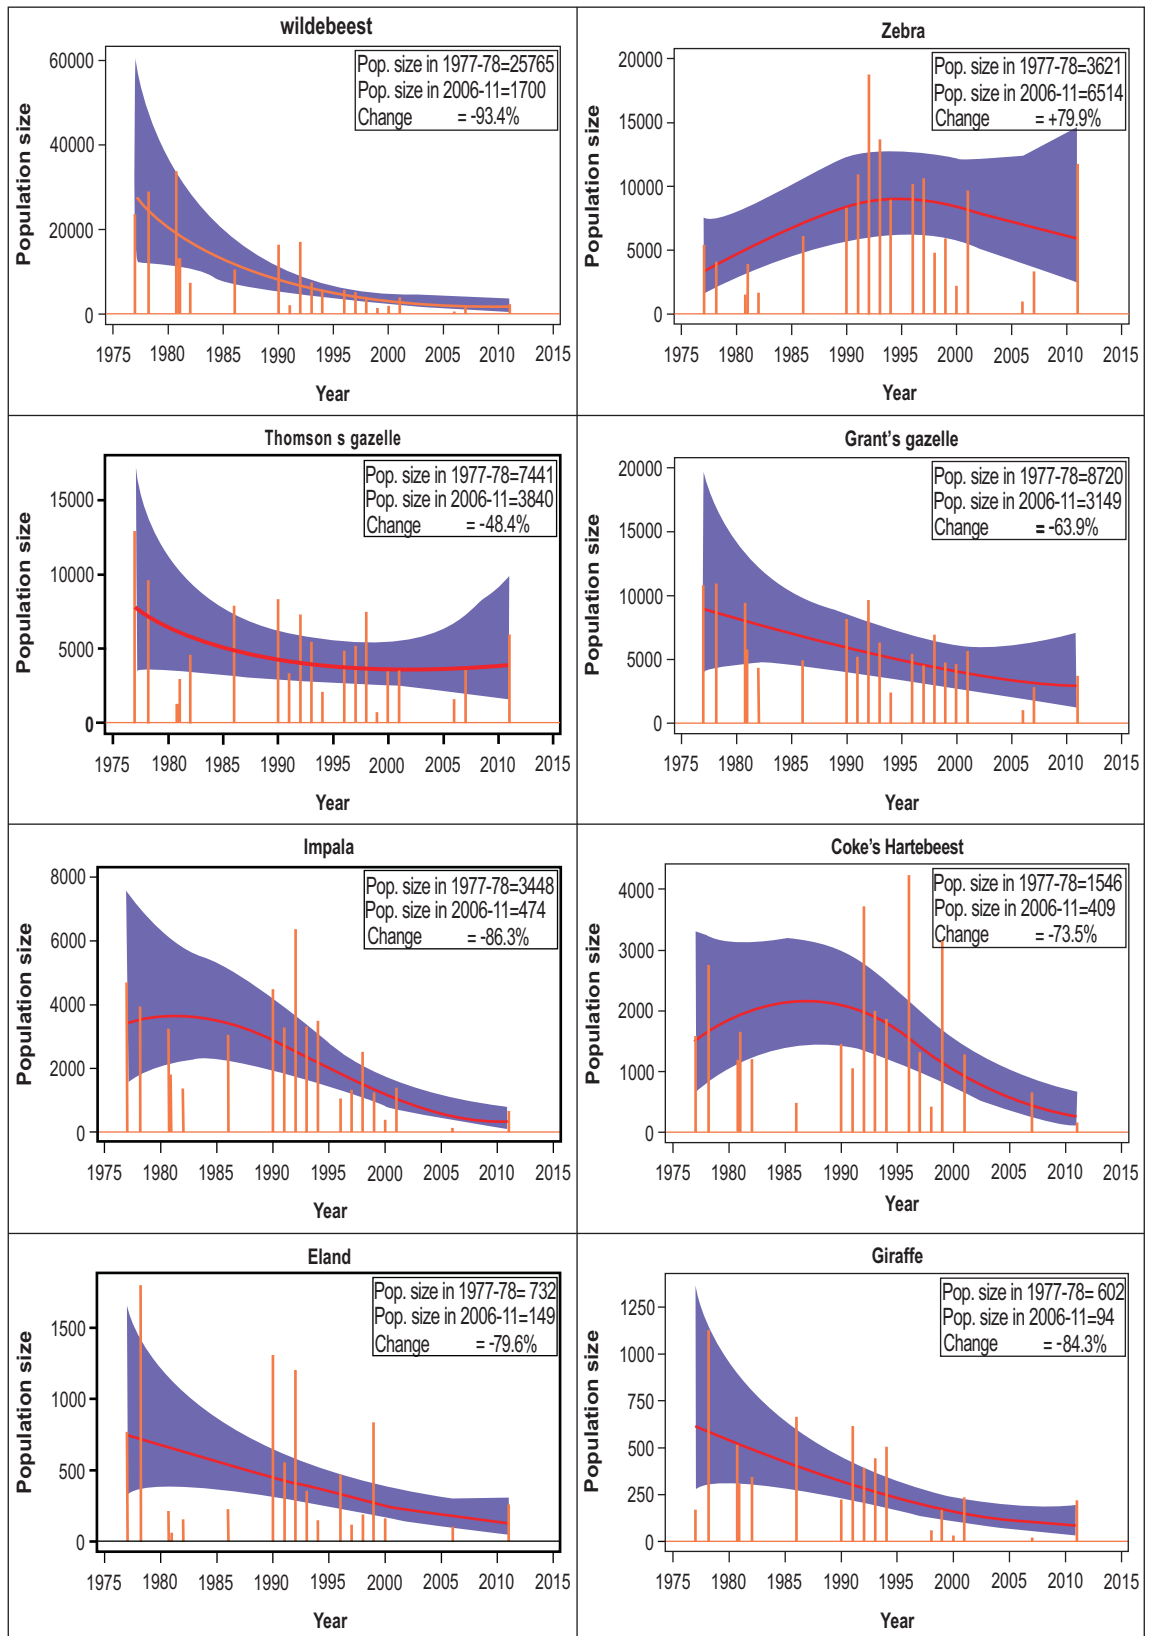 wildebeest
Pop. size in 1977-78=25765
Pop. size in 2006-11=1700
Change = -93.4%
Population size
60000
40000
20000
0
1975 1980 1985 1990 1995 2000 2005 2010 2015
Year
Zebra
Pop. size in 1977-78=3621
Pop. size in 2006-11=6514
Change = +79.9%
Population size
20000
15000
10000
5000
0
1975 1980 1985 1990 1995 2000 2005 2010 2015
Year
Thomson s gazelle
Pop. size in 1977-78=7441
Pop. size in 2006-11=3840
Change = -48.4%
Population size
15000
10000
5000
0
1975 1980 1985 1990 1995 2000 2005 2010 2015
Year
Grant's gazelle
Pop. size in 1977-78=8720
Pop. size in 2006-11=3149
Change = -63.9%
Population size
20000
15000
10000
5000
0
1975 1980 1985 1990 1995 2000 2005 2010 2015
Year
Impala
Pop. size in 1977-78=3448
Pop. size in 2006-11=474
Change = -86.3%
Population size
8000
6000
4000
2000
0
1975 1980 1985 1990 1995 2000 2005 2010 2015
Year
Coke's Hartebeest
Pop. size in 1977-78=1546
Pop. size in 2006-11=409
Change = -73.5%
Population size
4000
3000
2000
1000
0
1975 1980 1985 1990 1995 2000 2005 2010 2015
Year
Eland
Pop. size in 1977-78= 732
Pop. size in 2006-11=149
Change = -79.6%
Population size
1500
1000
500
0
1975 1980 1985 1990 1995 2000 2005 2010 2015
Year
Giraffe
Pop. size in 1977-78= 602
Pop. size in 2006-11=94
Change = -84.3%
Population size
1250
1000
750
500
250
0
1975 1980 1985 1990 1995 2000 2005 2010 2015
Year